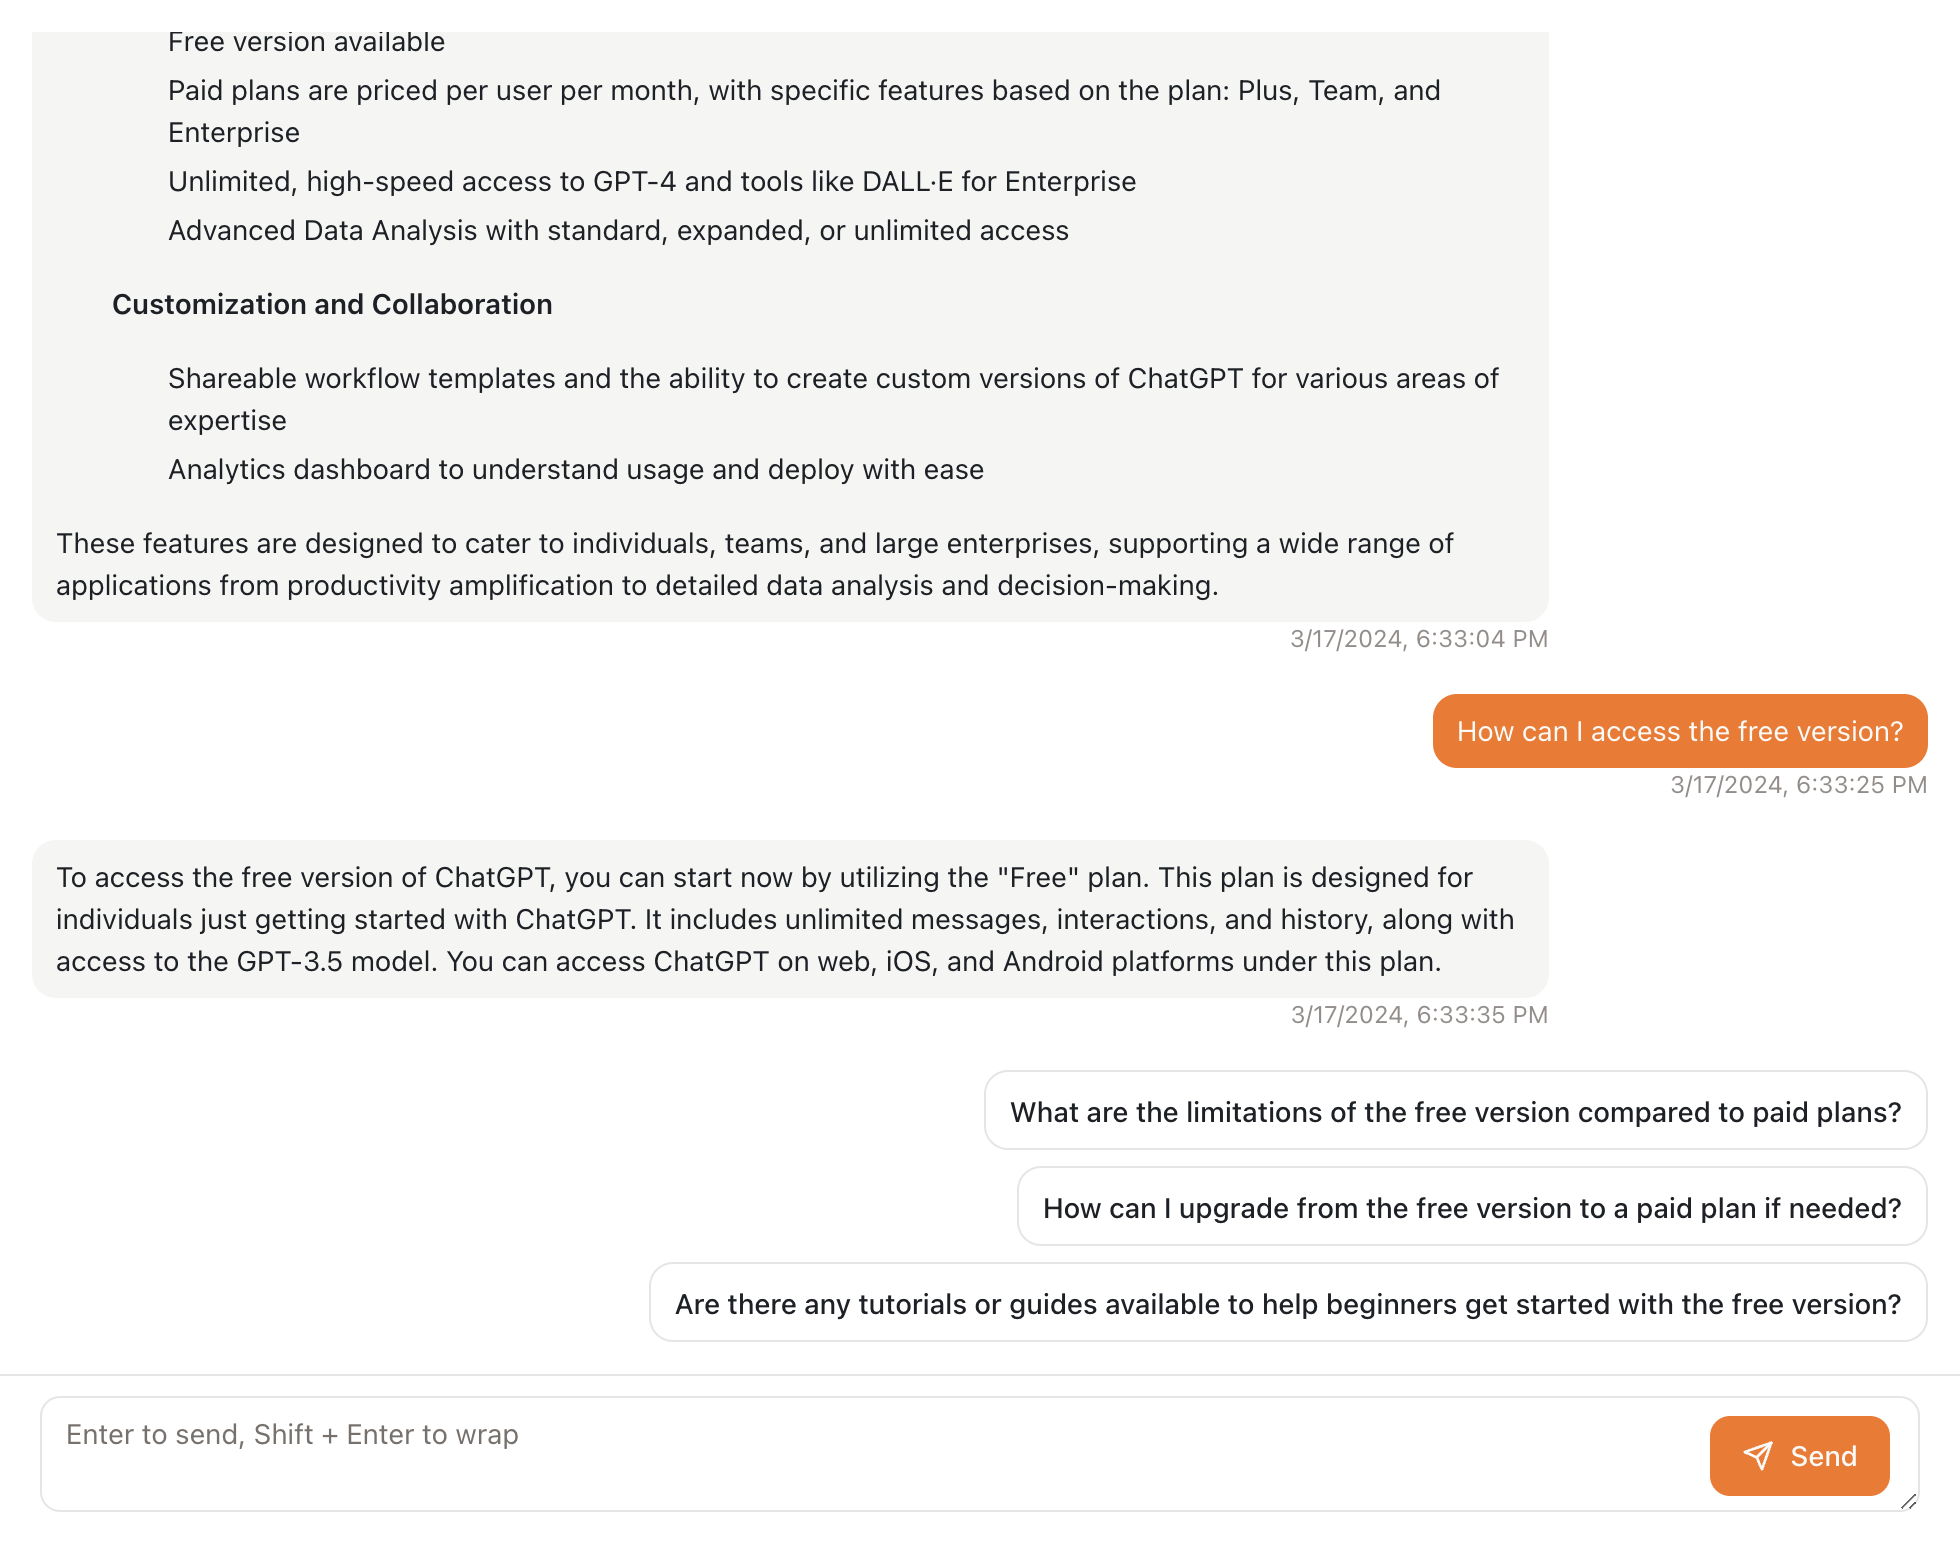 Free version available
Paid plans are priced per user per month, with specific features based on the plan: Plus, Team, and
Enterprise
Unlimited, high-speed access to GPT-4 and tools like DALL·E for Enterprise
Advanced Data Analysis with standard, expanded, or unlimited access
Customization and Collaboration
Shareable workflow templates and the ability to create custom versions of ChatGPT for various areas of
expertise
Analytics dashboard to understand usage and deploy with ease
These features are designed to cater to individuals, teams, and large enterprises, supporting a wide range of
applications from productivity amplification to detailed data analysis and decision-making.
3/17/2024, 6:33:04 PM
How can I access the free version?
3/17/2024, 6:33:25 PM
To access the free version of ChatGPT, you can start now by utilizing the "Free" plan. This plan is designed for
individuals just getting started with ChatGPT. It includes unlimited messages, interactions, and history, along with
access to the GPT-3.5 model. You can access ChatGPT on web, iOS, and Android platforms under this plan.
3/17/2024, 6:33:35 PM
What are the limitations of the free version compared to paid plans?
How can I upgrade from the free version to a paid plan if needed?
Are there any tutorials or guides available to help beginners get started with the free version?
Enter to send, Shift + Enter to wrap
Send